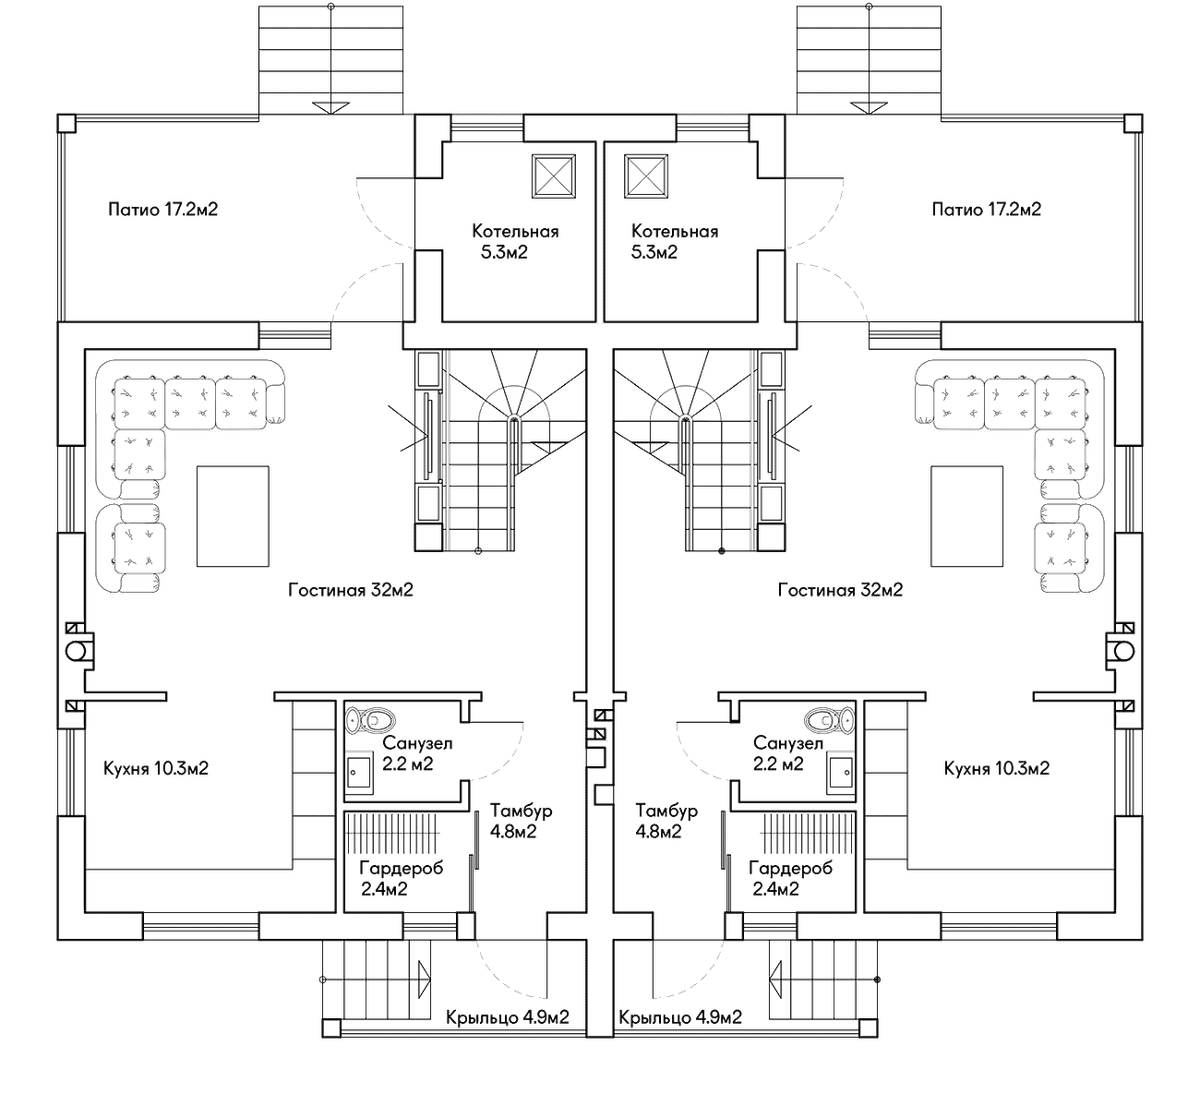 Патио 17.2м2
Котельная
5.3м2
Котельная
5.3м2
Патио 17.2м2
Гостиная 32м2
Гостиная 32м2
Кухня 10.3м2
Санузел
2.2 м2
Санузел
2.2 м2
Кухня 10.3м2
Тамбур
4.8м2
Тамбур
4.8м2
Гардероб
2.4м2
Гардероб
2.4м2
Крыльцо 4.9м2
Крыльцо 4.9м2